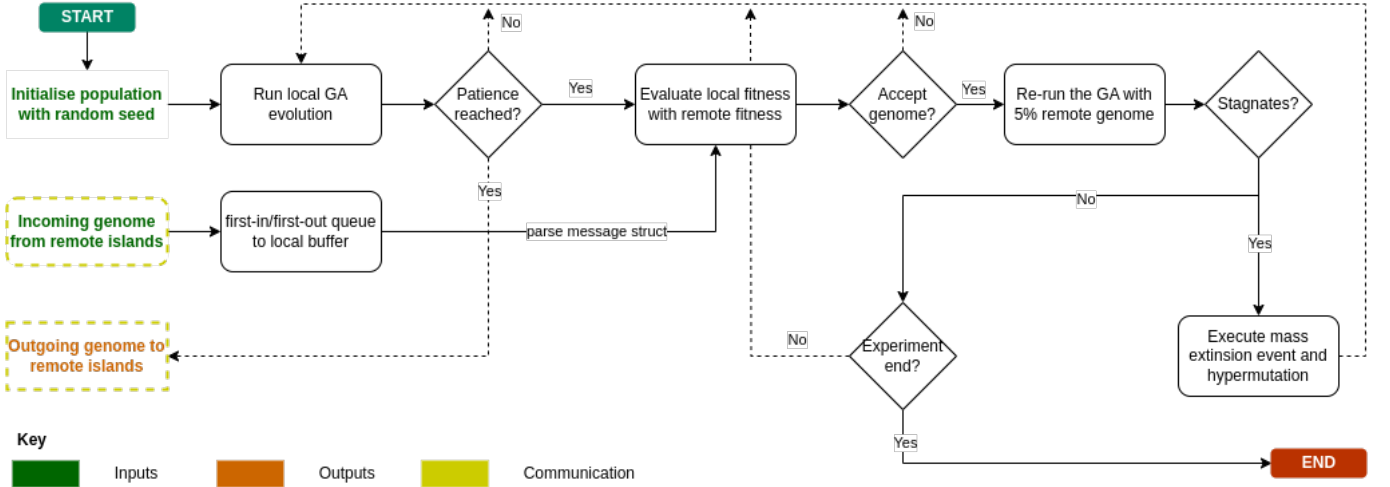 START
No
No
Initialise population
with random seed
Run local GA
evolution
Patience
reached?
Yes
Evaluate local fitness
with remote fitness
Accept
genome?
Yes
Re-run the GA with
5% remote genome
Stagnates?
Yes
No
Incoming genome
from remote islands
first-in/first-out queue
to local buffer
parse message struct
Yes
Outgoing genome to
remote islands
No
Experiment
end?
Execute mass
extinsion event and
hypermutation
Yes
END
Key
Inputs
Outputs
Communication